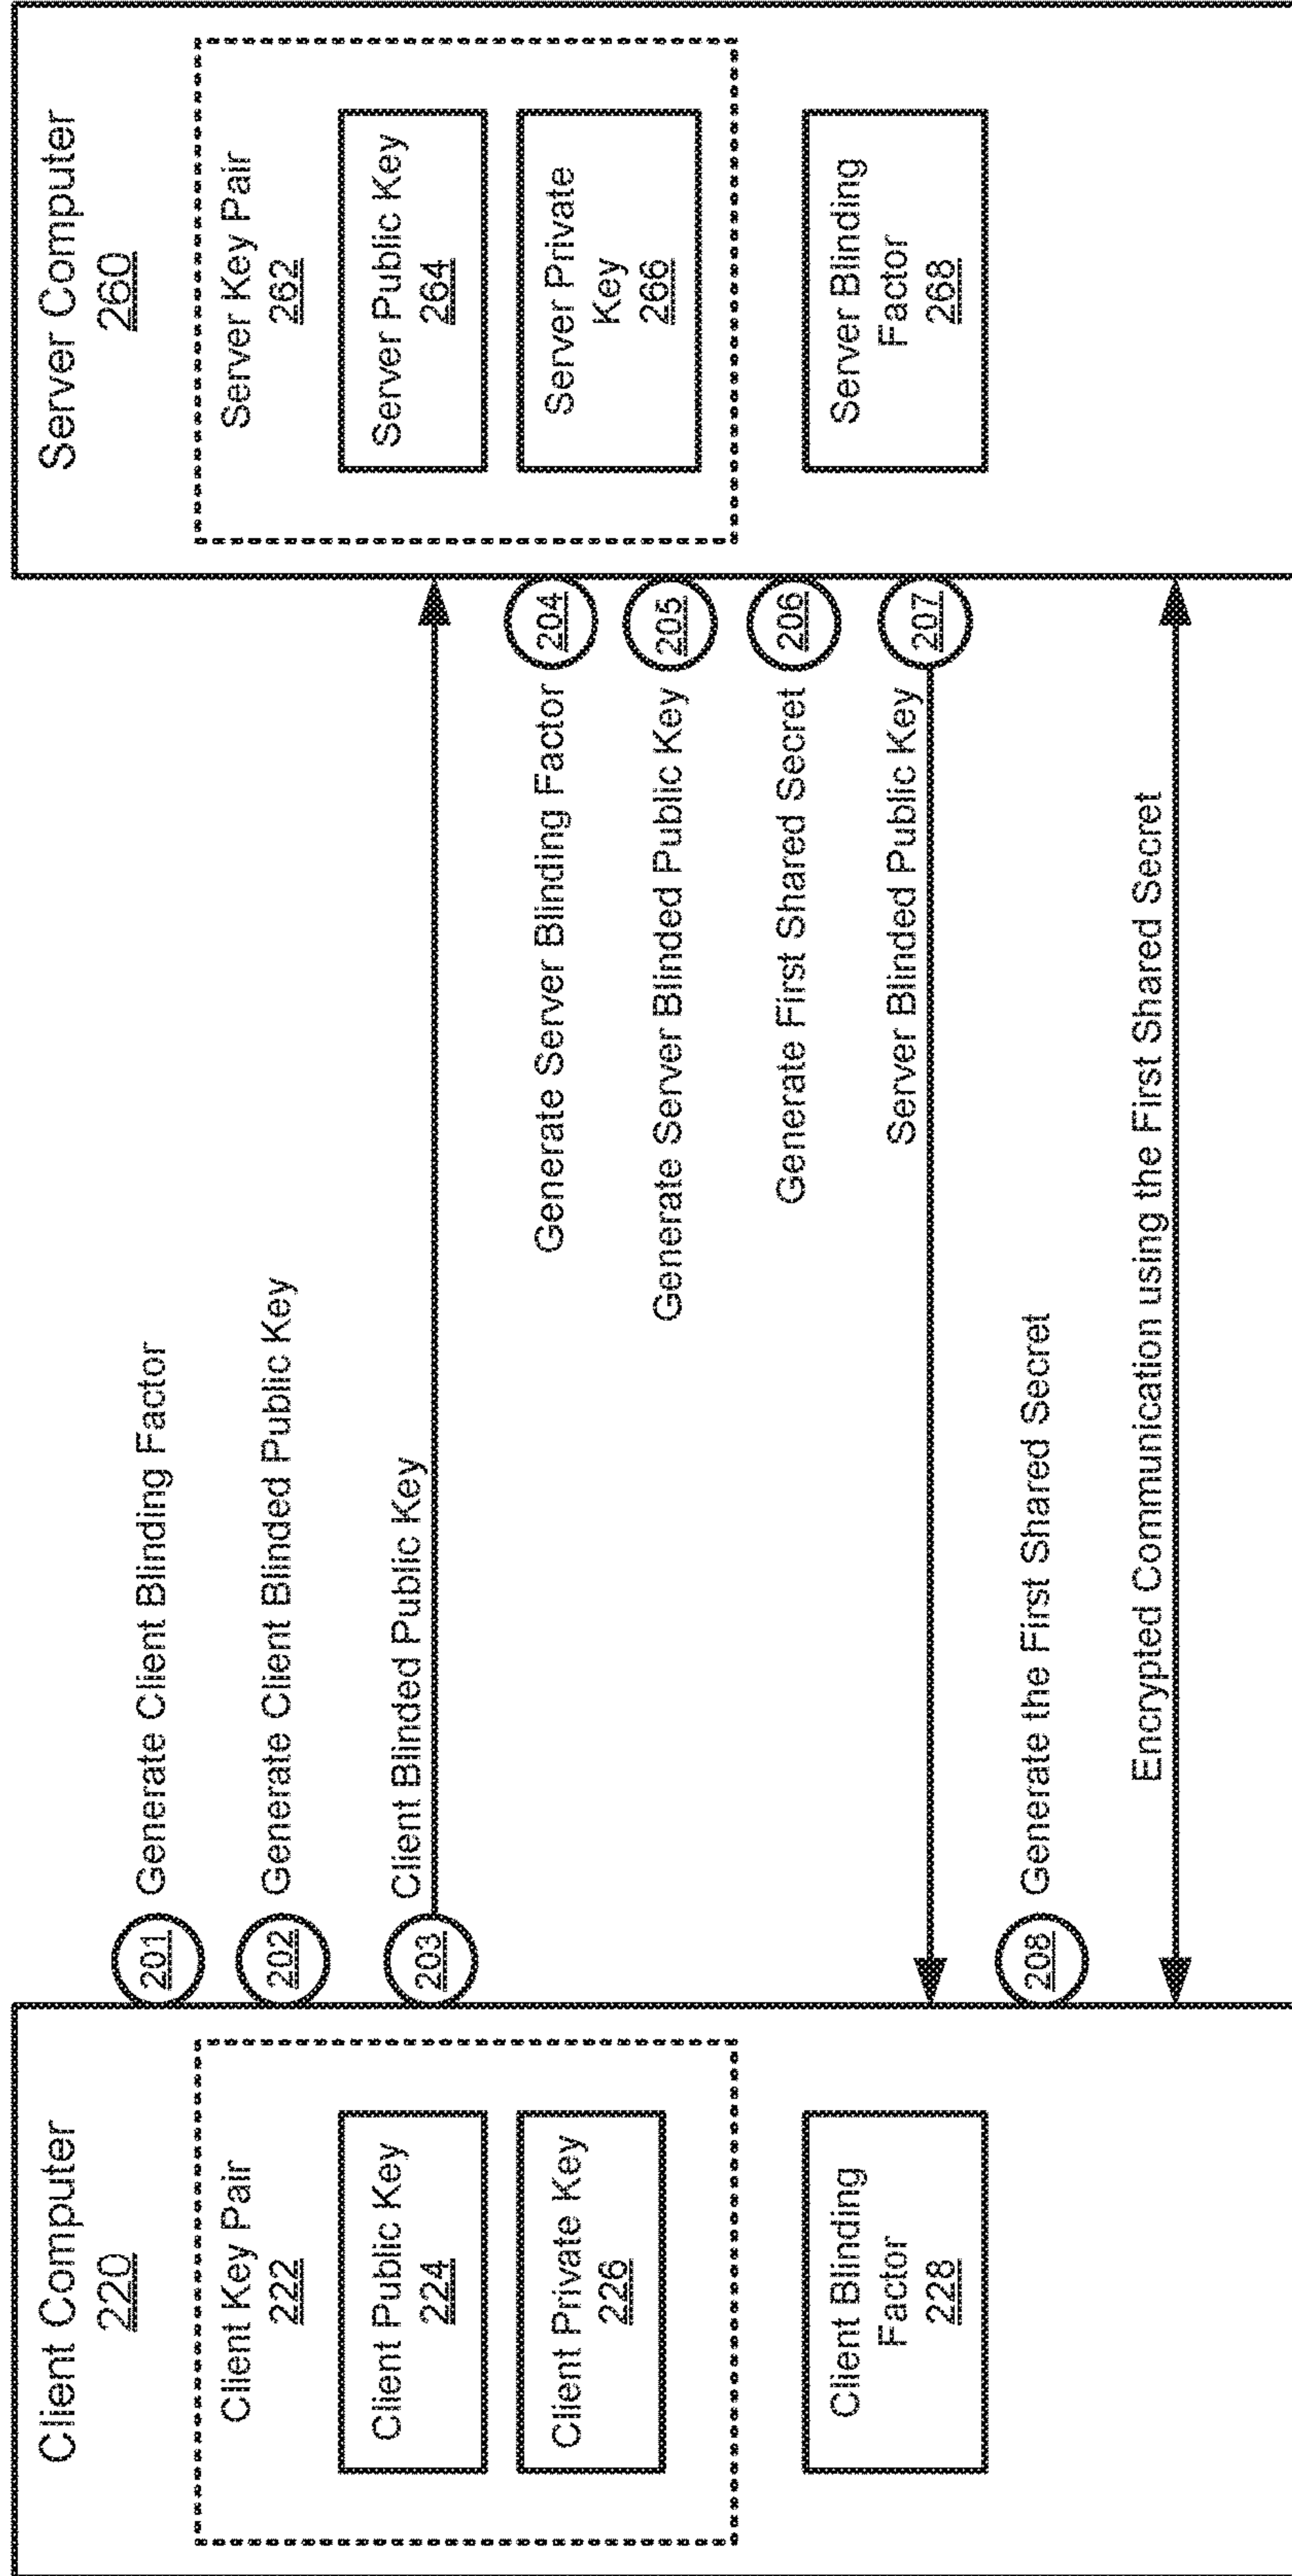 Client Computer
220
Client Key Pair
222
Client Public Key
224
Client Private Key
226
Client Blinding
Factor
228
201
Generate Client Blinding Factor
202
Generate Client Blinded Public Key
203
Client Blinded Public Key
Generate Server Blinding Factor
204
Generate Server Blinded Public Key
205
Generate First Shared Secret
206
Server Blinded Public Key
207
208
Generate the First Shared Secret
Encrypted Communication using the First Shared Secret
Server Computer
260
Server Key Pair
262
Server Public Key
264
Server Private
Key
266
Server Blinding
Factor
268